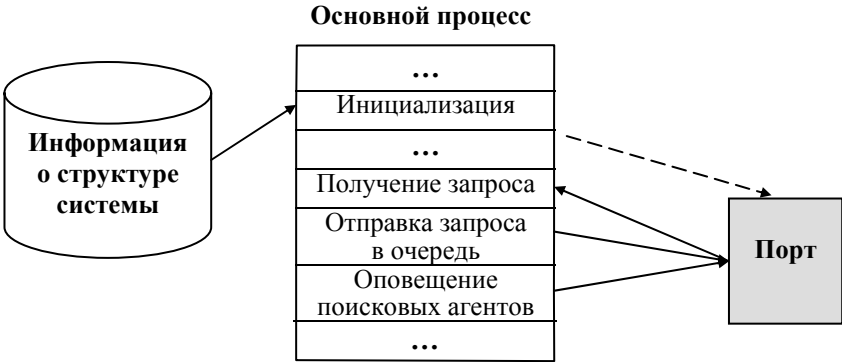 Основной процесс
...
Инициализация
...
Получение запроса
Отправка запроса
в очередь
Оповещение
поисковых агентов
...
Информация
о структуре
системы
Порт